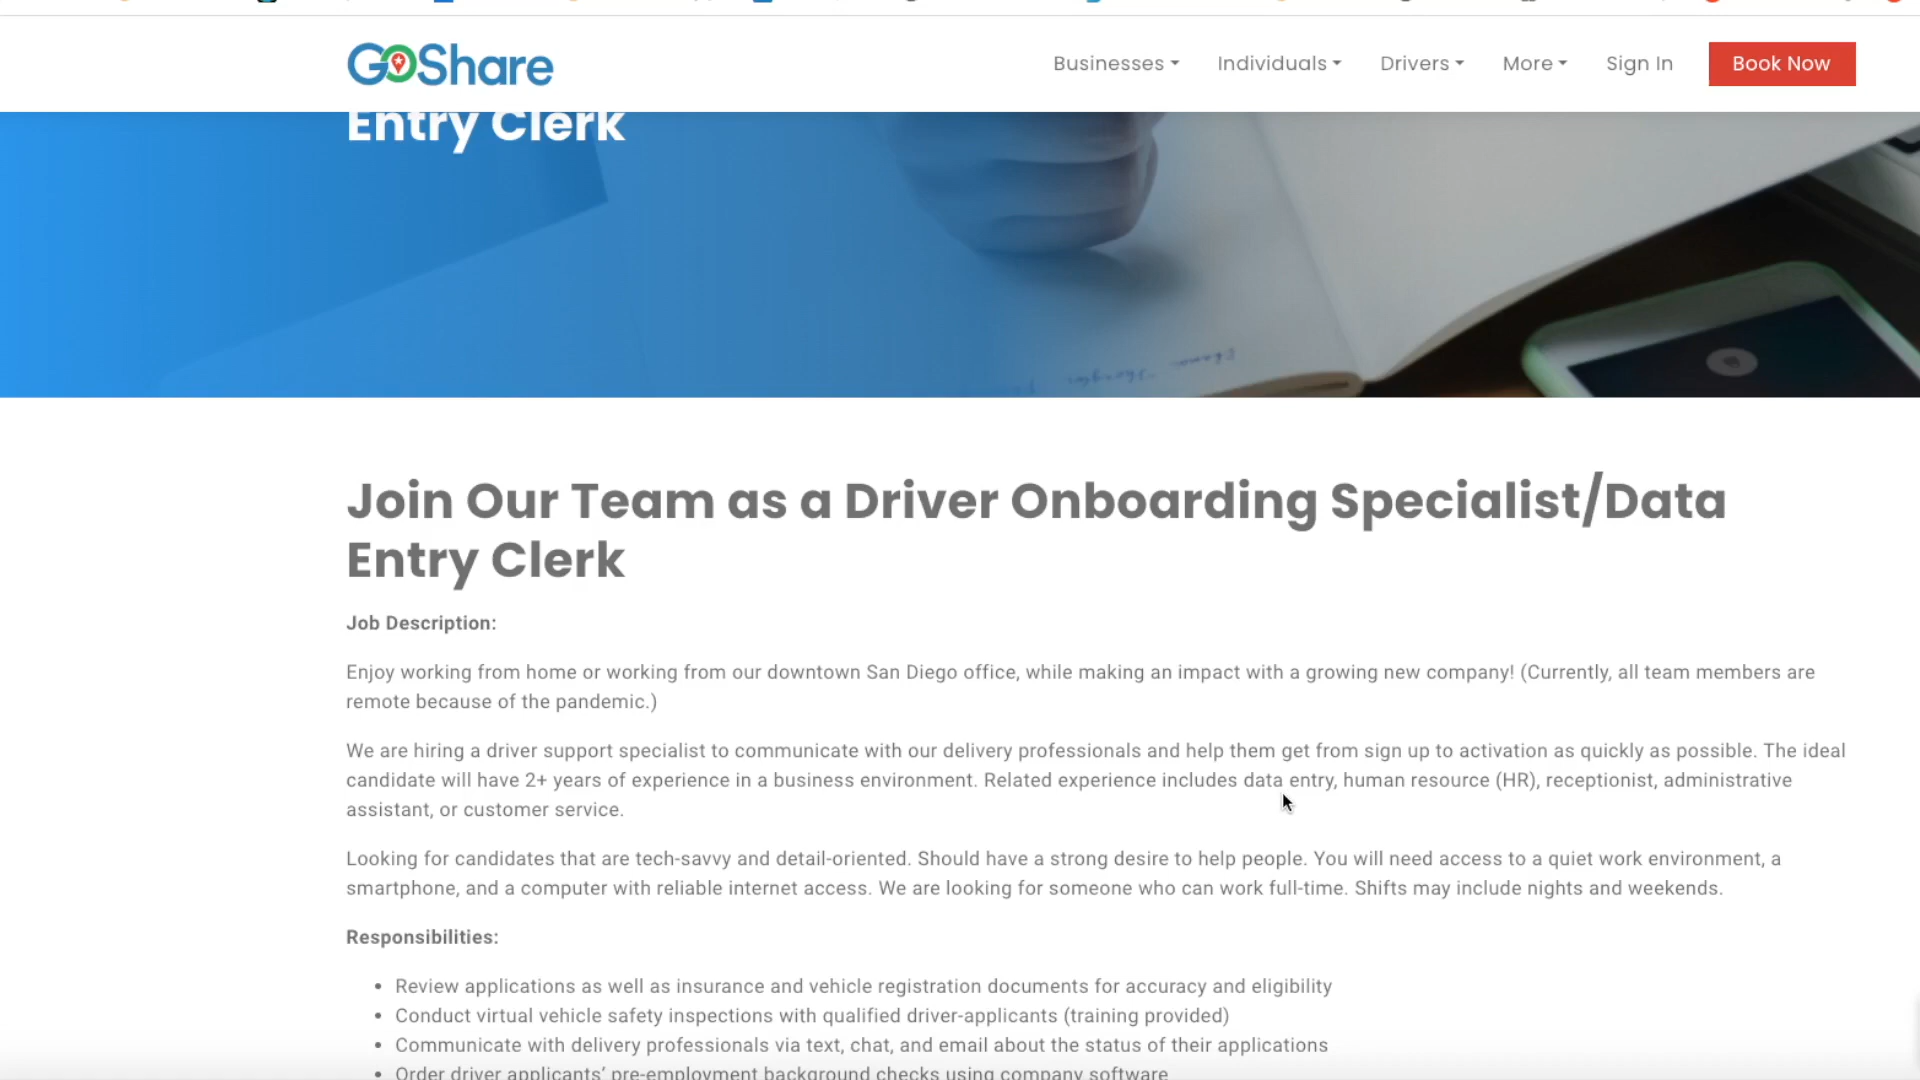 GoShare
Businesses
Individuals
Drivers
More
Sign In
Book Now
Entry Clerk
Join Our Team as a Driver Onboarding Specialist/Data
Entry Clerk
Job Description:
Enjoy working from home or working from our downtown San Diego office, while making an impact with a growing new company! (Currently, all team members are
remote because of the pandemic.)
We are hiring a driver support specialist to communicate with our delivery professionals and help them get from sign up to activation as quickly as possible. The ideal
candidate will have 2+ years of experience in a business environment. Related experience includes data entry, human resource (HR), receptionist, administrative
assistant, or customer service.
Looking for candidates that are tech-savvy and detail-oriented. Should have a strong desire to help people. You will need access to a quiet work environment, a
smartphone, and a computer with reliable internet access. We are looking for someone who can work full-time. Shifts may include nights and weekends.
Responsibilities:
• Review applications as well as insurance and vehicle registration documents for accuracy and eligibility
• Conduct virtual vehicle safety inspections with qualified driver-applicants (training provided)
• Communicate with delivery professionals via text, chat, and email about the status of their applications
• Order driver applicants’ pre-employment background checks using company software